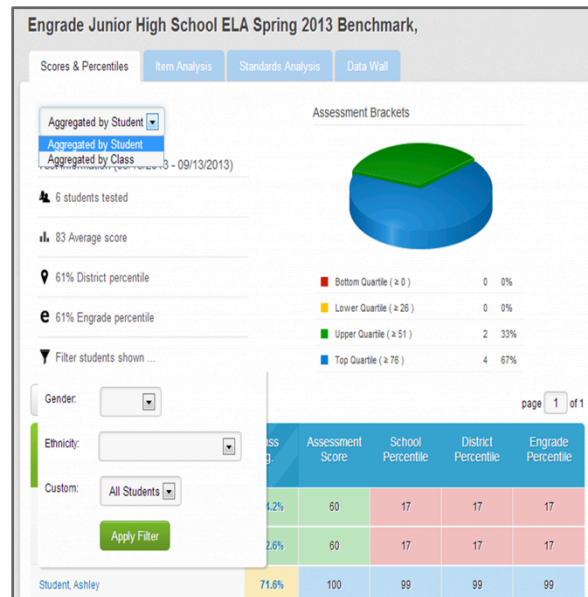 Engrade Junior High School ELA Spring 2013 Benchmark,
Scores & Percentiles
Item Analysis
Standards Analysis
Data Wall
Aggregated by Student
Aggregated by Student
Aggregated by Class
- 09/13/2013)
6 students tested
83 Average score
61% District percentile
e 61% Engrade percentile
Filter students shown ...
Assessment Brackets
Bottom Quartile ( ≥ 0 ) 0 0%
Lower Quartile ( ≥ 26 ) 0 0%
Upper Quartile ( ≥ 51 ) 2 33%
Top Quartile ( ≥ 76 ) 4 67%
Gender:
Ethnicity:
Custom: All Students
Apply Filter
page 1 of 1
Assessment Score School Percentile District Percentile Engrade Percentile
60 17 17 17
60 17 17 17
Student, Ashley 71.6% 100 99 99 99